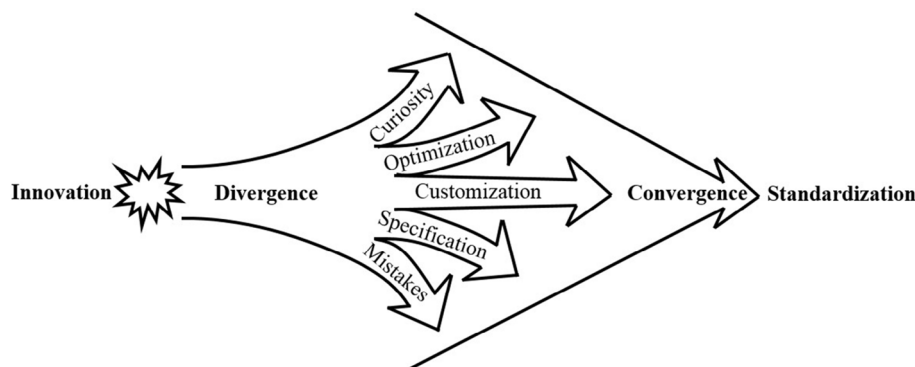 Innovation
Divergence
Curiosity
Optimization
Customization
Specification
Mistakes
Convergence
Standardization